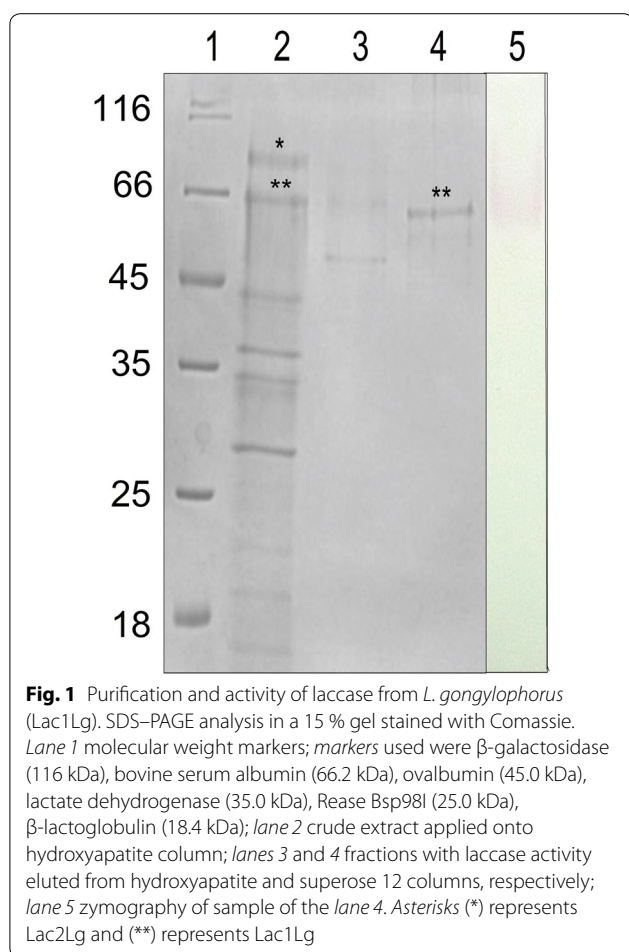 1 2 3 4 5
116
*
66
**
**
45
35
25
18
Fig. 1 Purification and activity of laccase from L. gongylophorus
(Lac1Lg). SDS–PAGE analysis in a 15 % gel stained with Comassie.
Lane 1 molecular weight markers; markers used were β-galactosidase
(116 kDa), bovine serum albumin (66.2 kDa), ovalbumin (45.0 kDa),
lactate dehydrogenase (35.0 kDa), Rease Bsp98I (25.0 kDa),
β-lactoglobulin (18.4 kDa); lane 2 crude extract applied onto
hydroxyapatite column; lanes 3 and 4 fractions with laccase activity
eluted from hydroxyapatite and superose 12 columns, respectively;
lane 5 zymography of sample of the lane 4. Asterisks (*) represents
Lac2Lg and (**) represents Lac1Lg